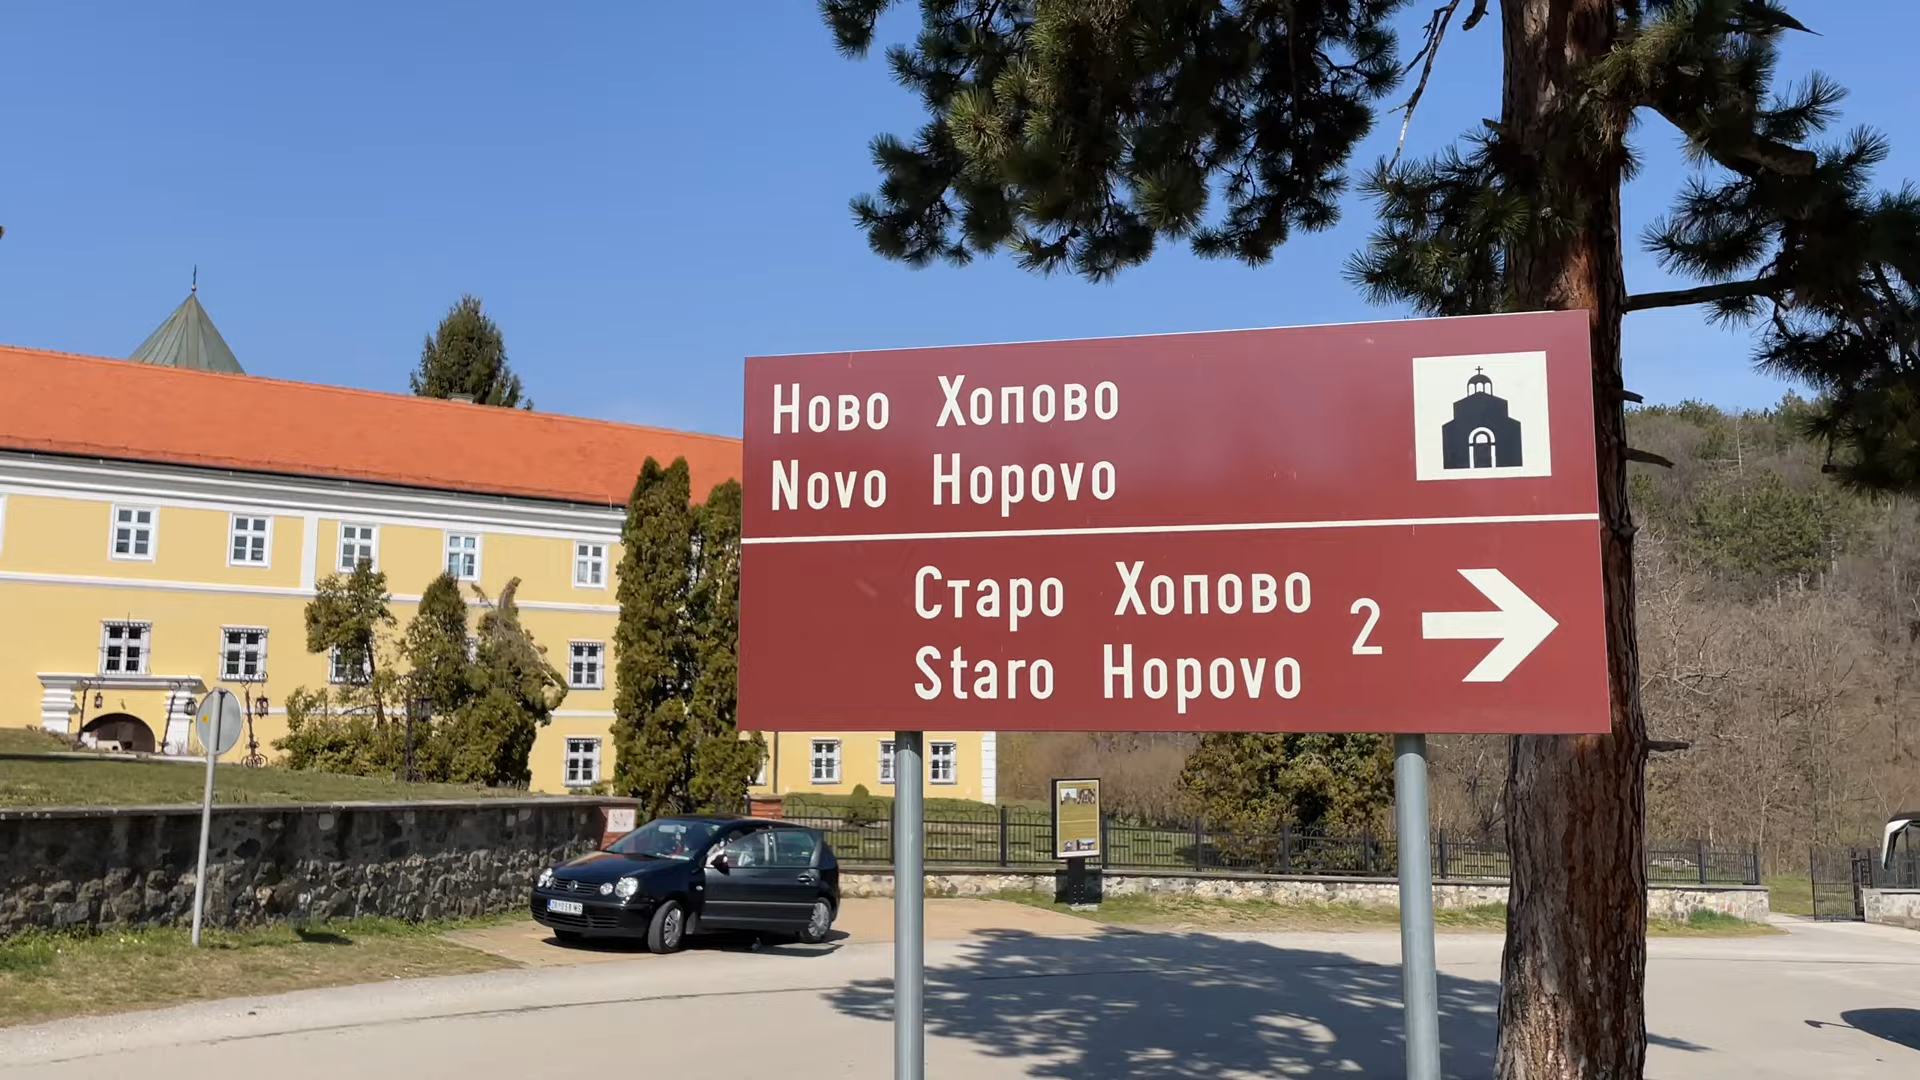 Ново Хопово
Novo Hopovo
Старо Хопово
Staro Hopovo
2